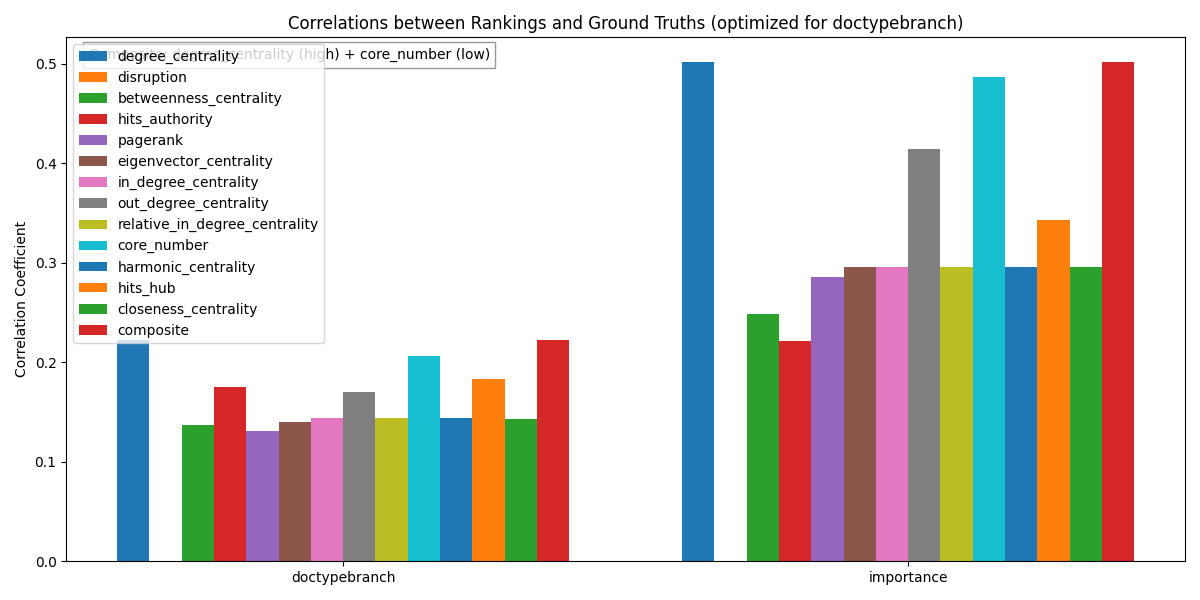 Correlations between Rankings and Ground Truths (optimized for doctypebranch)
Composite: degree_centrality (high) + core_number (low)
degree_centrality
disruption
betweenness_centrality
hits_authority
pagerank
eigenvector_centrality
in_degree_centrality
out_degree_centrality
relative_in_degree_centrality
core_number
harmonic_centrality
hits_hub
closeness_centrality
composite
Correlation Coefficient
0.5
0.4
0.3
0.2
0.1
0.0
doctypebranch
importance